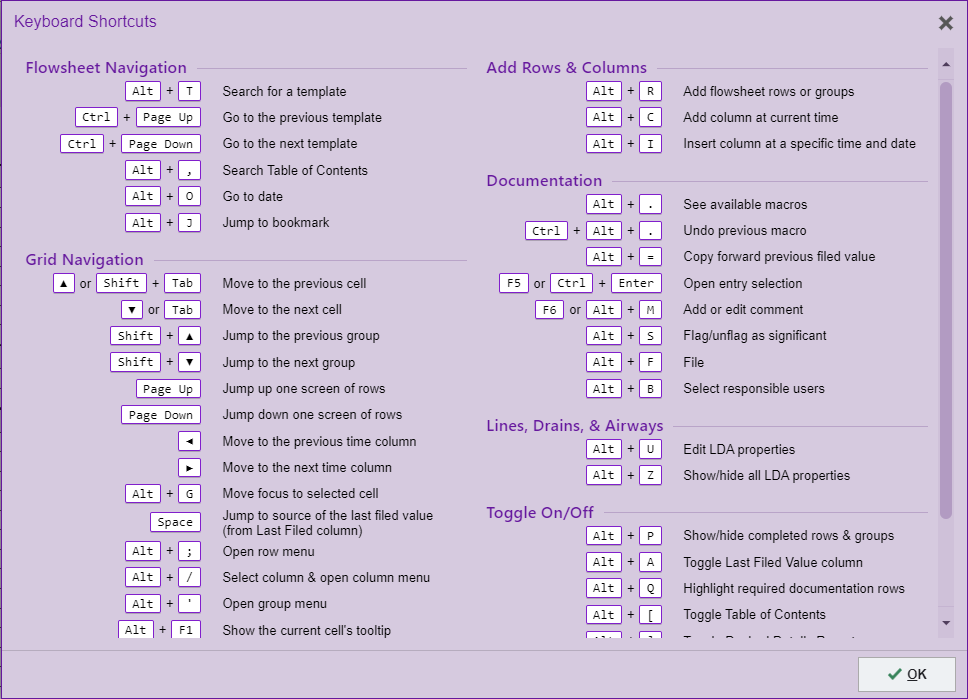 Keyboard Shortcuts
Flowsheet Navigation
Alt + T Search for a template
Ctrl + Page Up Go to the previous template
Ctrl + Page Down Go to the next template
Alt + , Search Table of Contents
Alt + O Go to date
Alt + J Jump to bookmark
Grid Navigation
▲ or Shift + Tab Move to the previous cell
▼ or Tab Move to the next cell
Shift + ▲ Jump to the previous group
Shift + ▼ Jump to the next group
Page Up Jump up one screen of rows
Page Down Jump down one screen of rows
◄ Move to the previous time column
► Move to the next time column
Alt + G Move focus to selected cell
Space Jump to source of the last filed value
(from Last Filed column)
Alt + ; Open row menu
Alt + / Select column & open column menu
Alt + ' Open group menu
Alt + F1 Show the current cell's tooltip
Add Rows & Columns
Alt + R Add flowsheet rows or groups
Alt + C Add column at current time
Alt + I Insert column at a specific time and date
Documentation
Alt + . See available macros
Ctrl + Alt + . Undo previous macro
Alt + = Copy forward previous filed value
F5 or Ctrl + Enter Open entry selection
F6 or Alt + M Add or edit comment
Alt + S Flag/unflag as significant
Alt + F File
Alt + B Select responsible users
Lines, Drains, & Airways
Alt + U Edit LDA properties
Alt + Z Show/hide all LDA properties
Toggle On/Off
Alt + P Show/hide completed rows & groups
Alt + A Toggle Last Filed Value column
Alt + Q Highlight required documentation rows
Alt + [ Toggle Table of Contents
OK